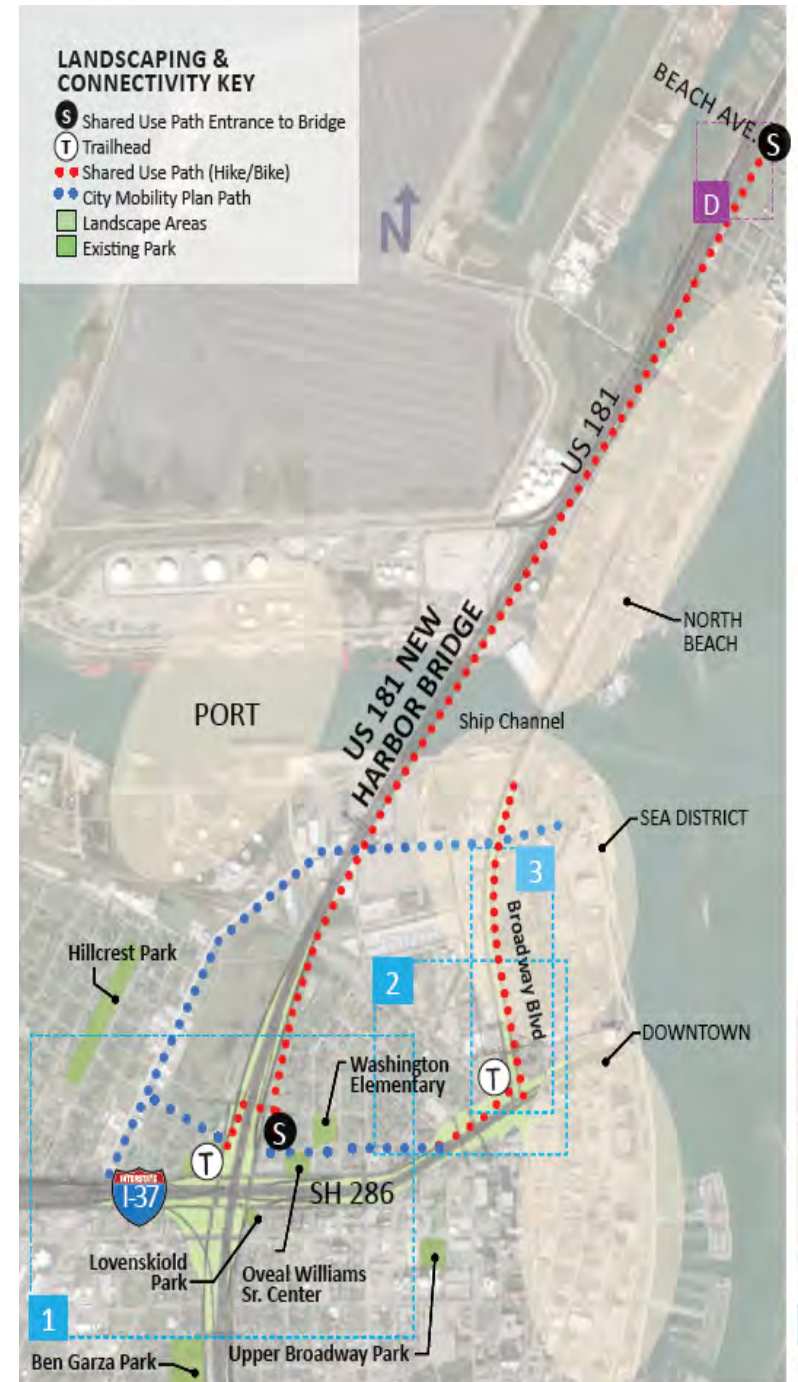 LANDSCAPING &
CONNECTIVITY KEY
S Shared Use Path Entrance to Bridge
T Trailhead
Shared Use Path (Hike/Bike)
City Mobility Plan Path
Landscape Areas
Existing Park
N
BEACH AVE.
S
D
US 181
NORTH
BEACH
US 181 NEW
HARBOR BRIDGE
PORT
Ship Channel
SEA DISTRICT
3
Broadway Blvd
Hillcrest Park
2
DOWNTOWN
Washington
Elementary
T
S
T
INTERSTATE
I-37
SH 286
Lovenskiold
Park
Oveal Williams
Sr. Center
1
Upper Broadway Park
Ben Garza Park